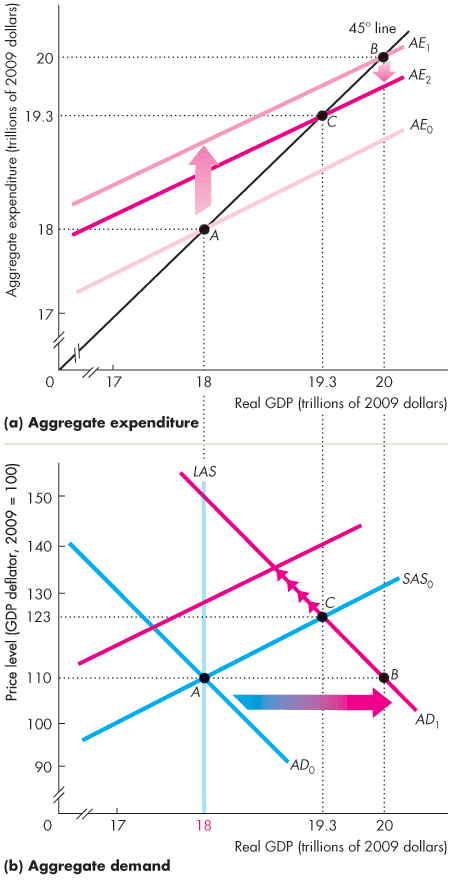 Aggregate expenditure (trillions of 2009 dollars)
45° line
B
AE1
20
AE2
19.3
C
AE0
18
A
17
0
17
18
19.3
20
Real GDP (trillions of 2009 dollars)
(a) Aggregate expenditure
Price level (GDP deflator, 2009 = 100)
LAS
150
140
SAS0
130
C
123
110
A
B
100
AD1
90
AD0
0
17
18
19.3
20
Real GDP (trillions of 2009 dollars)
(b) Aggregate demand